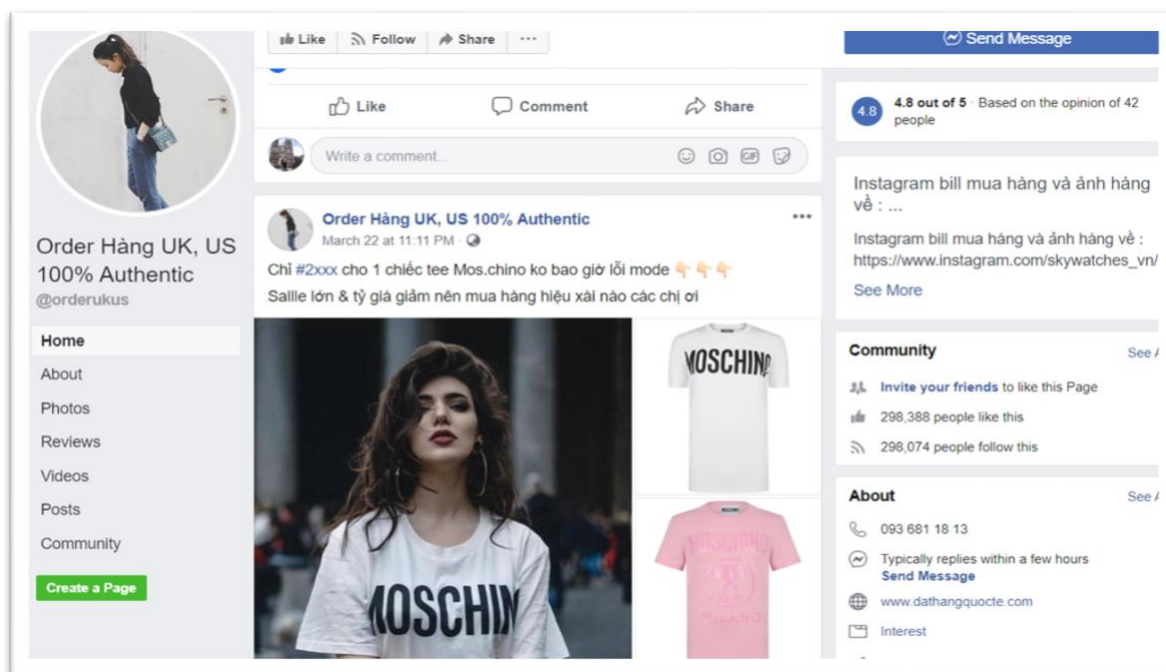 Like Follow Share ...
Send Message
Like Comment Share
Write a comment...
GIF
Order Hàng UK, US
100% Authentic
@orderukus
Home
About
Photos
Reviews
Videos
Posts
Community
Create a Page
Order Hàng UK, US 100% Authentic
March 22 at 11:11 PM
Chỉ #2xxx cho 1 chiếc tee Mos.chino ko bao giờ lỗi mode
Sallle lớn & tỷ giá giảm nên mua hàng hiệu xài nào các chị ơi
MOSCHINO
MOSCHINO
MILANO
MOSCHIN
4.8
4.8 out of 5 · Based on the opinion of 42
people
Instagram bill mua hàng và ảnh hàng
về : ...
Instagram bill mua hàng và ảnh hàng về :
https://www.instagram.com/skywatches_vn/
See More
Community
See A
Invite your friends to like this Page
298,388 people like this
298,074 people follow this
About
See A
093 681 18 13
Typically replies within a few hours
Send Message
www.dathangquocte.com
Interest